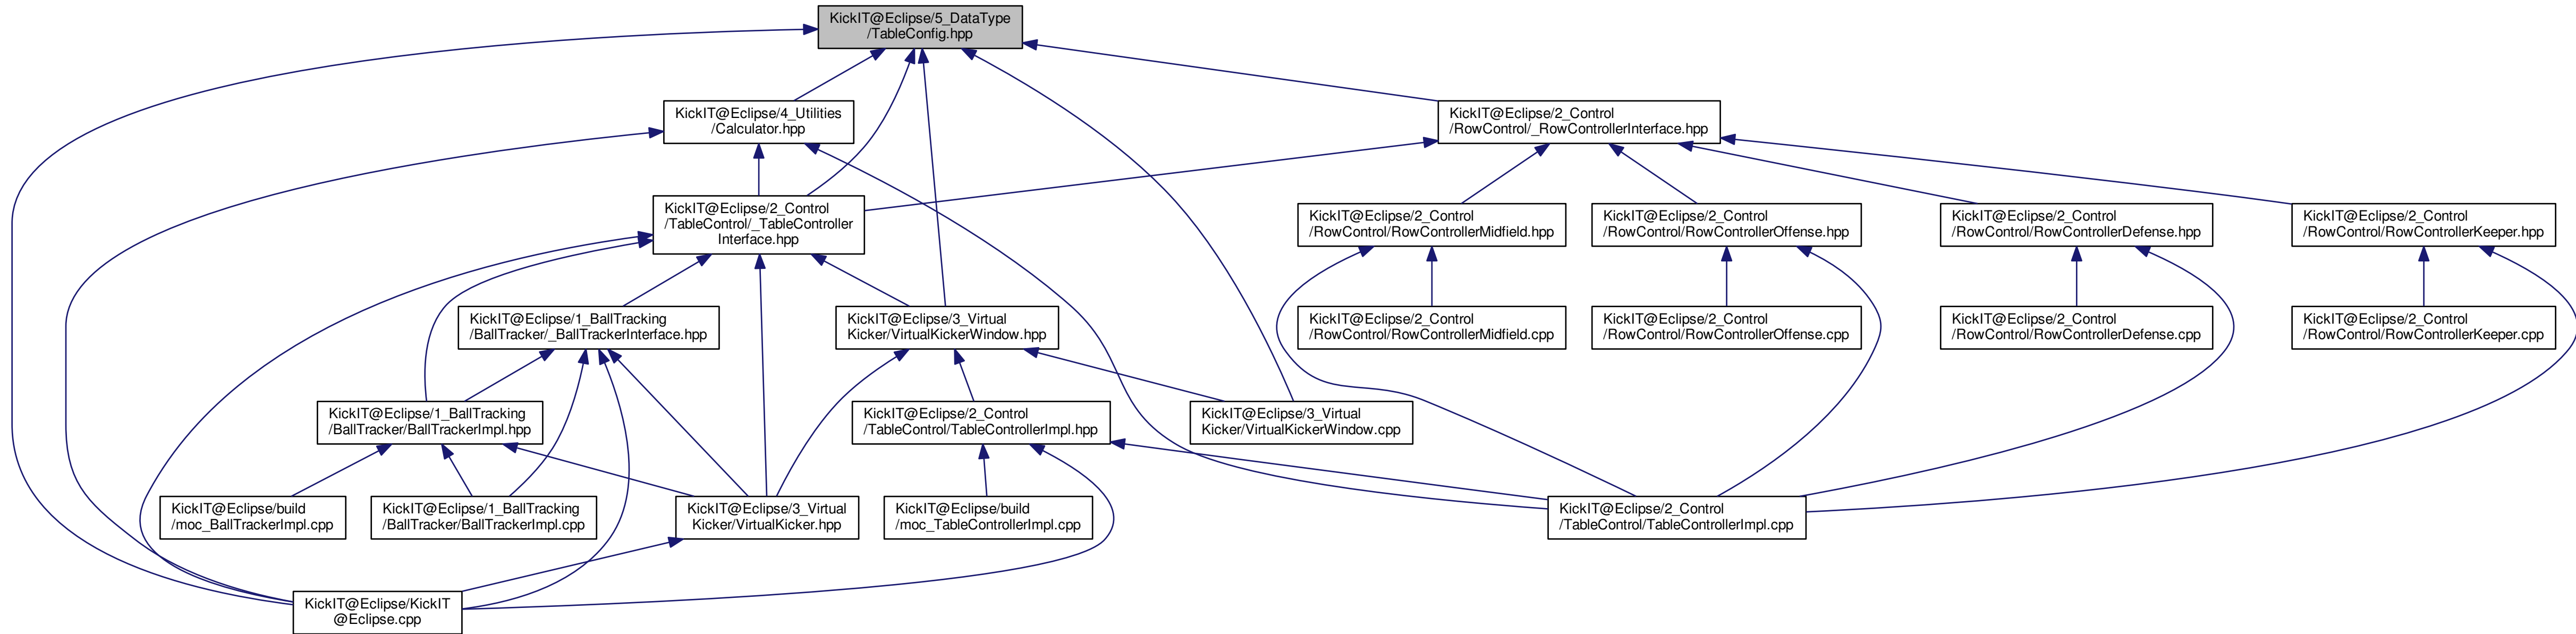 KickIT@Eclipse/5_DataType
/TableConfig.hpp
KickIT@Eclipse/4_Utilities
/Calculator.hpp
KickIT@Eclipse/2_Control
/RowControl/_RowControllerInterface.hpp
KickIT@Eclipse/2_Control
/TableControl/_TableController
Interface.hpp
KickIT@Eclipse/2_Control
/RowControl/RowControllerMidfield.hpp
KickIT@Eclipse/2_Control
/RowControl/RowControllerOffense.hpp
KickIT@Eclipse/2_Control
/RowControl/RowControllerDefense.hpp
KickIT@Eclipse/2_Control
/RowControl/RowControllerKeeper.hpp
KickIT@Eclipse/1_BallTracking
/BallTracker/_BallTrackerInterface.hpp
KickIT@Eclipse/3_Virtual
Kicker/VirtualKickerWindow.hpp
KickIT@Eclipse/2_Control
/RowControl/RowControllerMidfield.cpp
KickIT@Eclipse/2_Control
/RowControl/RowControllerOffense.cpp
KickIT@Eclipse/2_Control
/RowControl/RowControllerDefense.cpp
KickIT@Eclipse/2_Control
/RowControl/RowControllerKeeper.cpp
KickIT@Eclipse/1_BallTracking
/BallTracker/BallTrackerImpl.hpp
KickIT@Eclipse/2_Control
/TableControl/TableControllerImpl.hpp
KickIT@Eclipse/3_Virtual
Kicker/VirtualKickerWindow.cpp
KickIT@Eclipse/build
/moc_BallTrackerImpl.cpp
KickIT@Eclipse/1_BallTracking
/BallTracker/BallTrackerImpl.cpp
KickIT@Eclipse/3_Virtual
Kicker/VirtualKicker.hpp
KickIT@Eclipse/build
/moc_TableControllerImpl.cpp
KickIT@Eclipse/2_Control
/TableControl/TableControllerImpl.cpp
KickIT@Eclipse/KickIT
@Eclipse.cpp